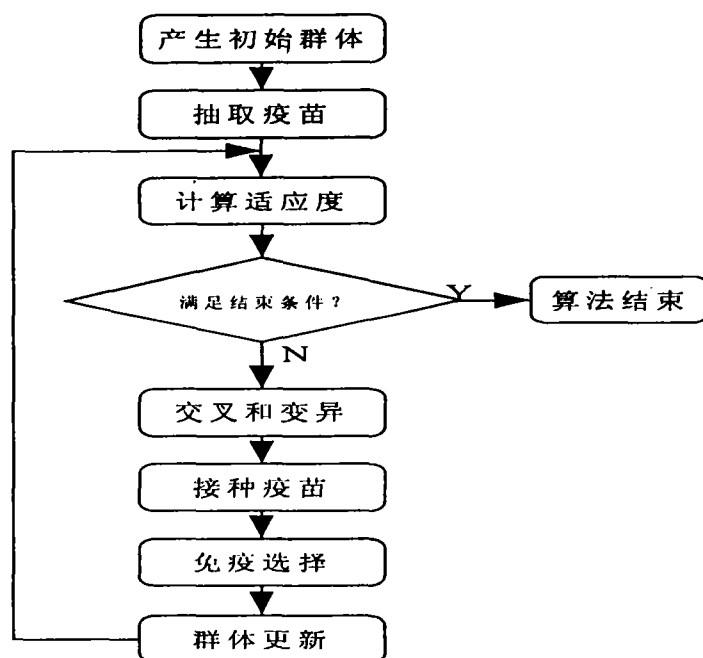 产生初始群体
抽取疫苗
计算适应度
满足结束条件？
Y
算法结束
N
交叉和变异
接种疫苗
免疫选择
群体更新